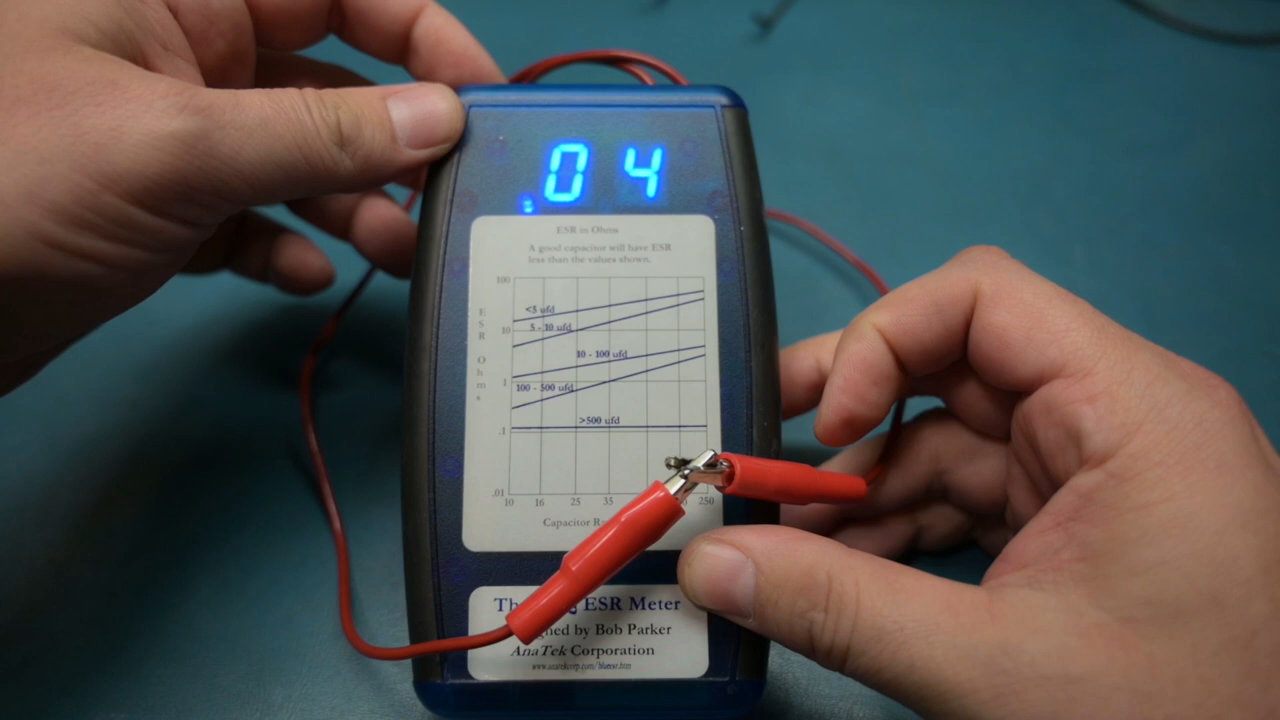 .04
ESR in Ohms
A good capacitor will have ESR
less than the values shown.
ESR Ohms
100
<5 ufd
5 - 10 ufd
10
10 - 100 ufd
1
100 - 500 ufd
>500 ufd
.1
.01
10 16 25 35 250
Capacitor
ESR Meter
by Bob Parker
AnaTek Corporation